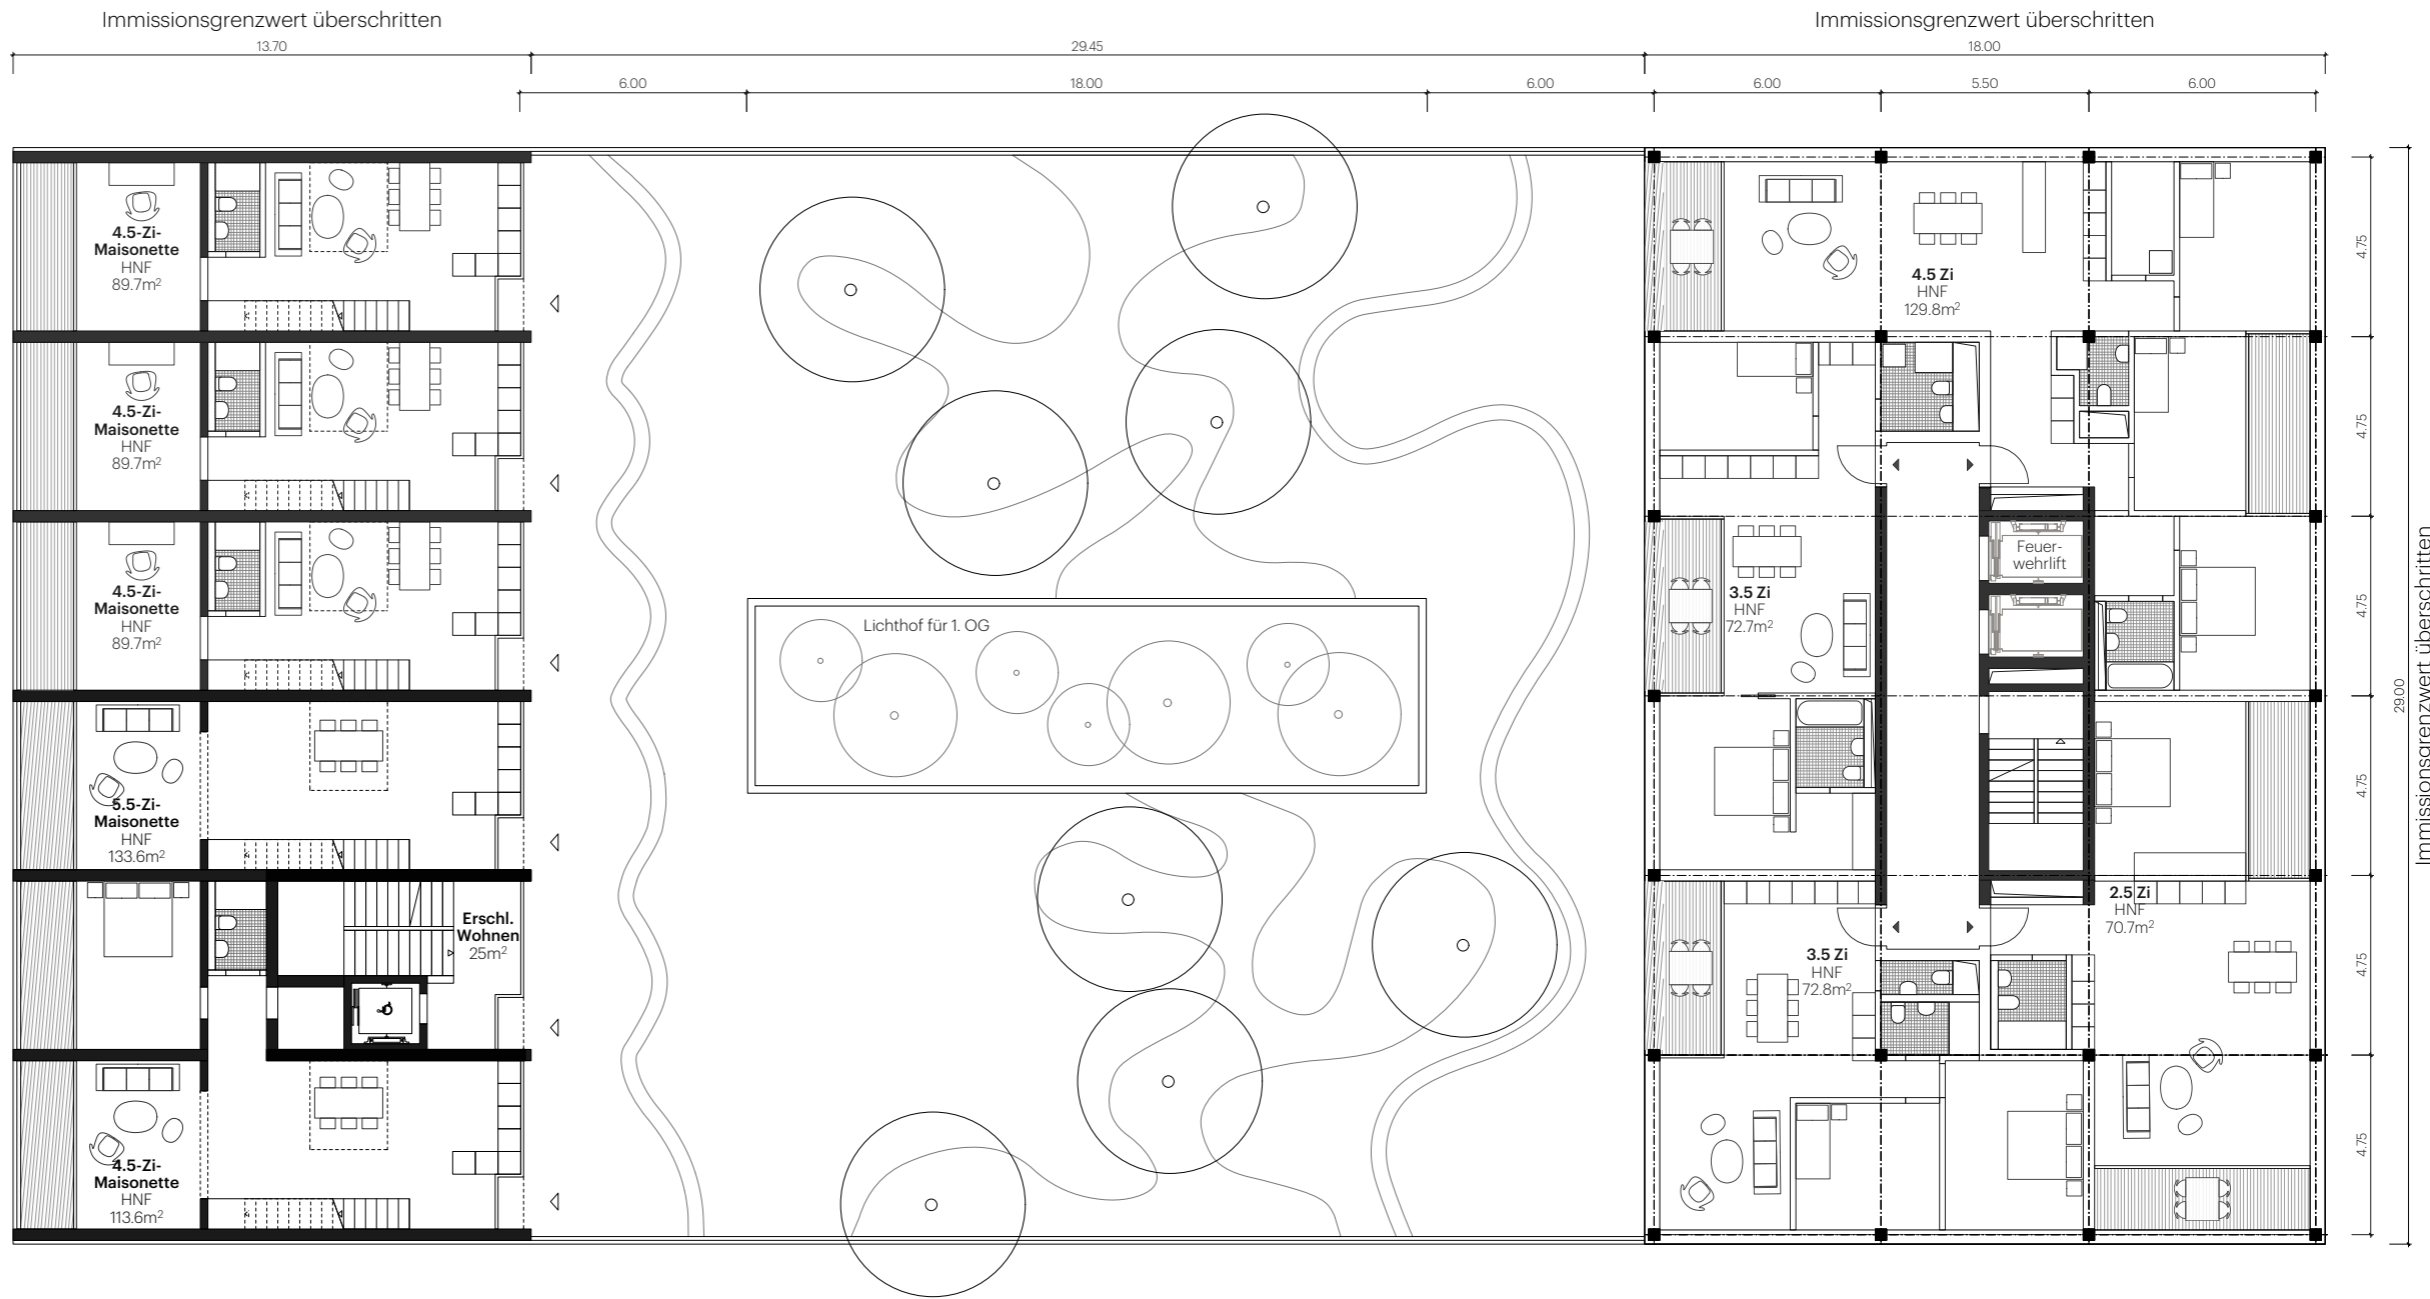 Immissionsgrenzwert überschritten
Immissionsgrenzwert überschritten
13.70
29.45
18.00
6.00
18.00
6.00
6.00
5.50
6.00
4.5-Zi-
Maisonette
HNF
89.7m²
4.5-Zi-
Maisonette
HNF
89.7m²
4.5-Zi-
Maisonette
HNF
89.7m²
5.5-Zi-
Maisonette
HNF
133.6m²
Erschl.
Wohnen
25m²
4.5-Zi-
Maisonette
HNF
113.6m²
Lichthof für 1. OG
4.5 Zi
HNF
129.8m²
Feuer-
wehrlift
3.5 Zi
HNF
72.7m²
2.5 Zi
HNF
70.7m²
3.5 Zi
HNF
72.8m²
4.75
4.75
4.75
4.75
4.75
4.75
29.00
Immissionsgrenzwert überschritten